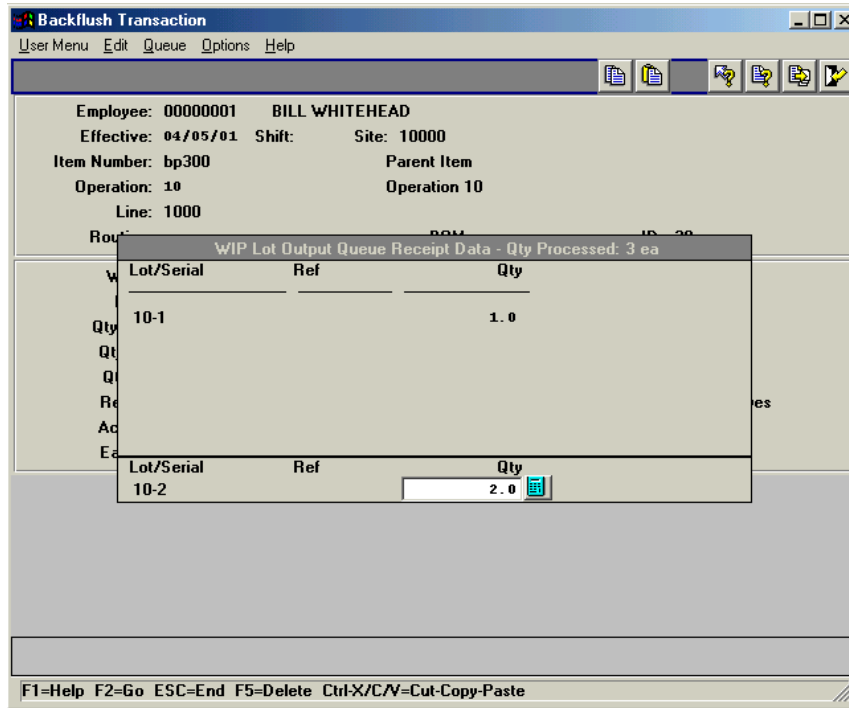 Backflush Transaction
User Menu Edit Queue Options Help
Employee: 00000001 BILL WHITEHEAD
Effective: 04/05/01 Shift: Site: 10000
Item Number: bp300 Parent Item
Operation: 10 Operation 10
Line: 1000
WIP Lot Output Queue Receipt Data - Qty Processed: 3 ea
Lot/Serial Ref Qty
10-1 1.0
Lot/Serial Ref Qty
10-2 2.0
F1=Help F2=Go ESC=End F5=Delete Ctrl-X/C/V=Cut-Copy-Paste